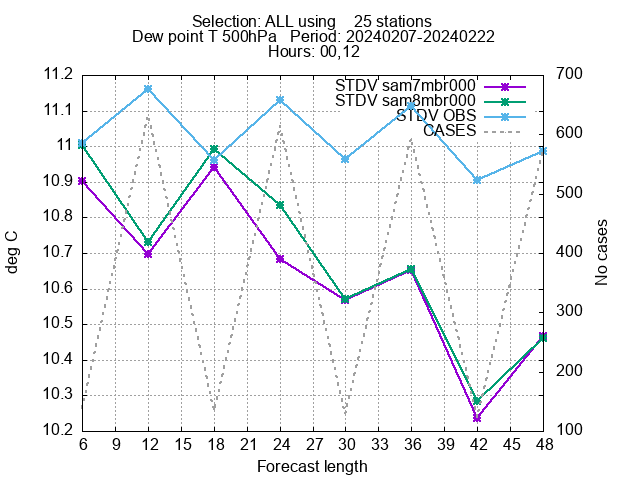 Selection: ALL using    25 stations
Dew point T 500hPa   Period: 20240207-20240222
Hours: 00,12
STDV sam7mbr000
STDV sam8mbr000
STDV OBS
CASES
11.2
11.1
11
10.9
10.8
10.7
10.6
10.5
10.4
10.3
10.2
deg C
700
600
500
400
300
200
100
No cases
6 9 12 15 18 21 24 27 30 33 36 39 42 45 48
Forecast length